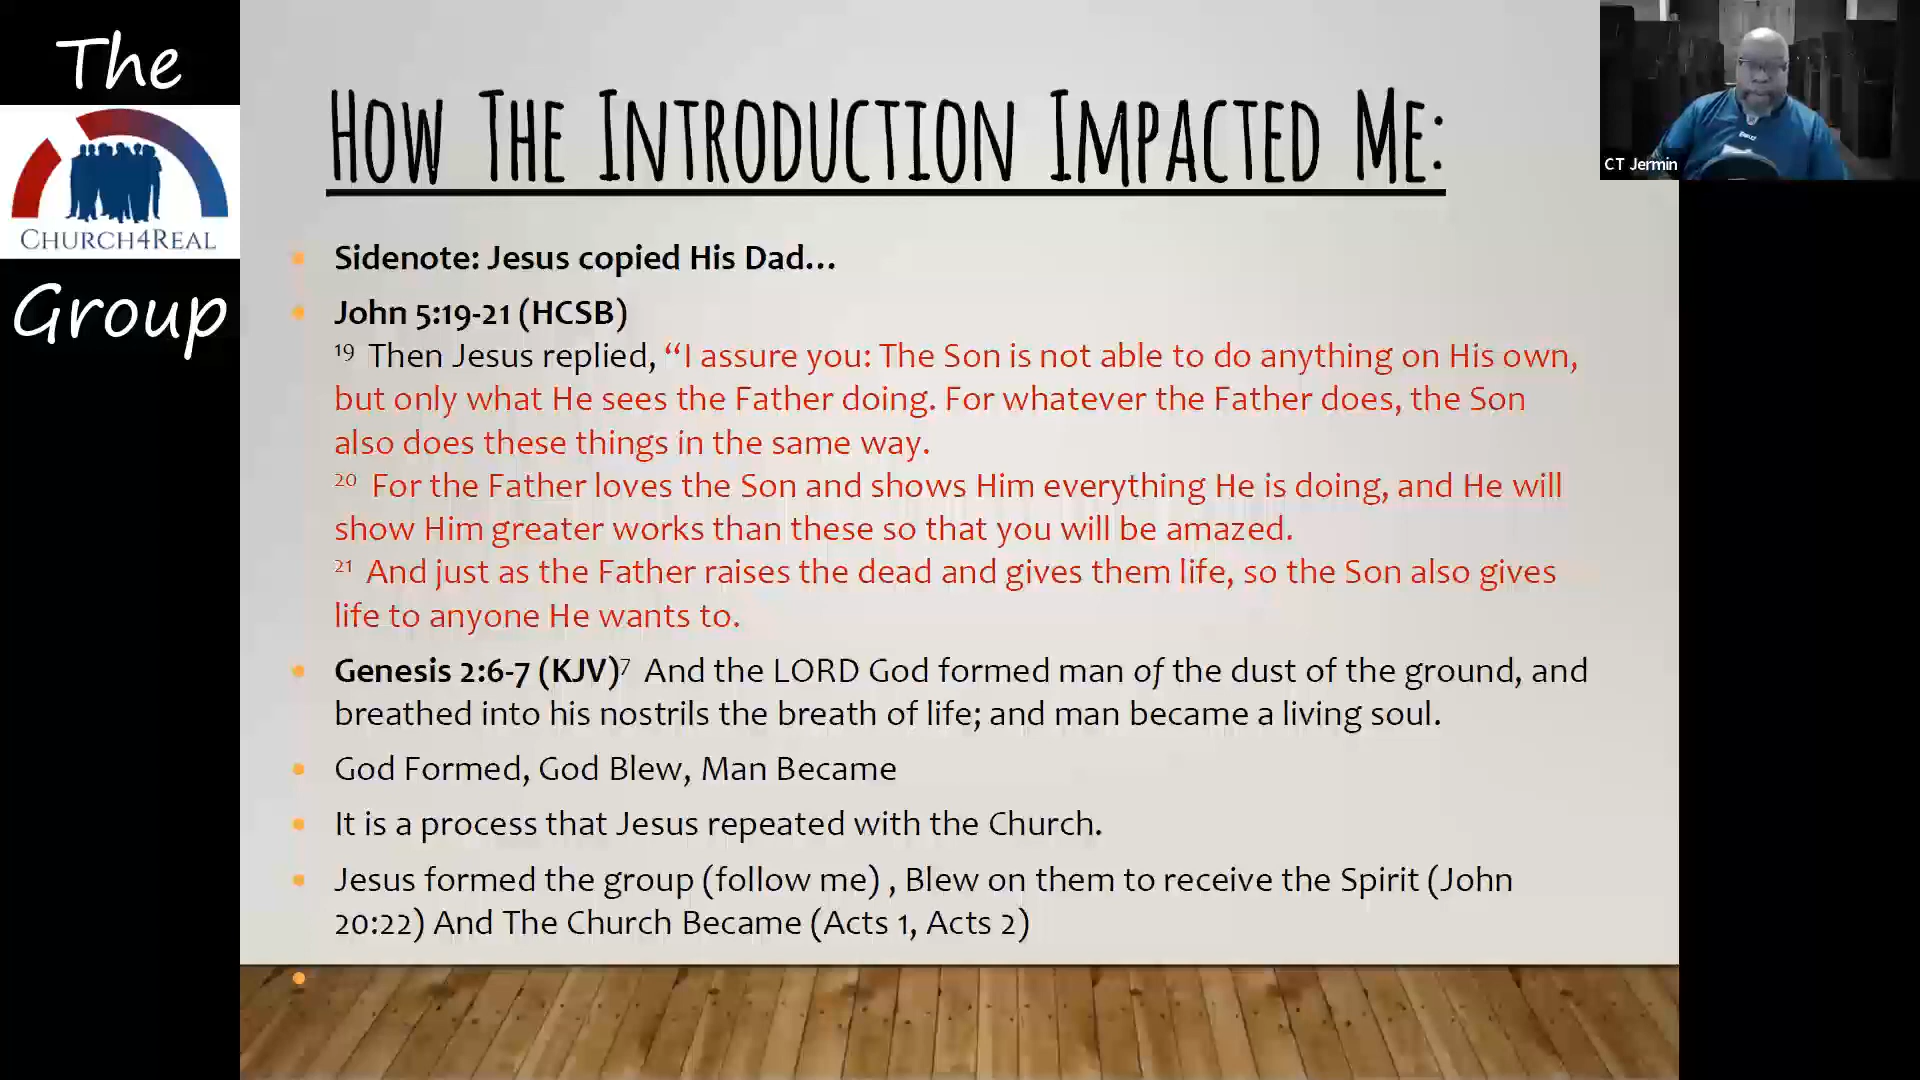 The
CHURCH4REAL
Group
How The Introduction Impacted Me:
CT Jermin
Sidenote: Jesus copied His Dad...
John 5:19-21 (HCSB)
19 Then Jesus replied, “I assure you: The Son is not able to do anything on His own,
but only what He sees the Father doing. For whatever the Father does, the Son
also does these things in the same way.
20 For the Father loves the Son and shows Him everything He is doing, and He will
show Him greater works than these so that you will be amazed.
21 And just as the Father raises the dead and gives them life, so the Son also gives
life to anyone He wants to.
Genesis 2:6-7 (KJV)7 And the LORD God formed man of the dust of the ground, and
breathed into his nostrils the breath of life; and man became a living soul.
God Formed, God Blew, Man Became
It is a process that Jesus repeated with the Church.
Jesus formed the group (follow me) , Blew on them to receive the Spirit (John
20:22) And The Church Became (Acts 1, Acts 2)